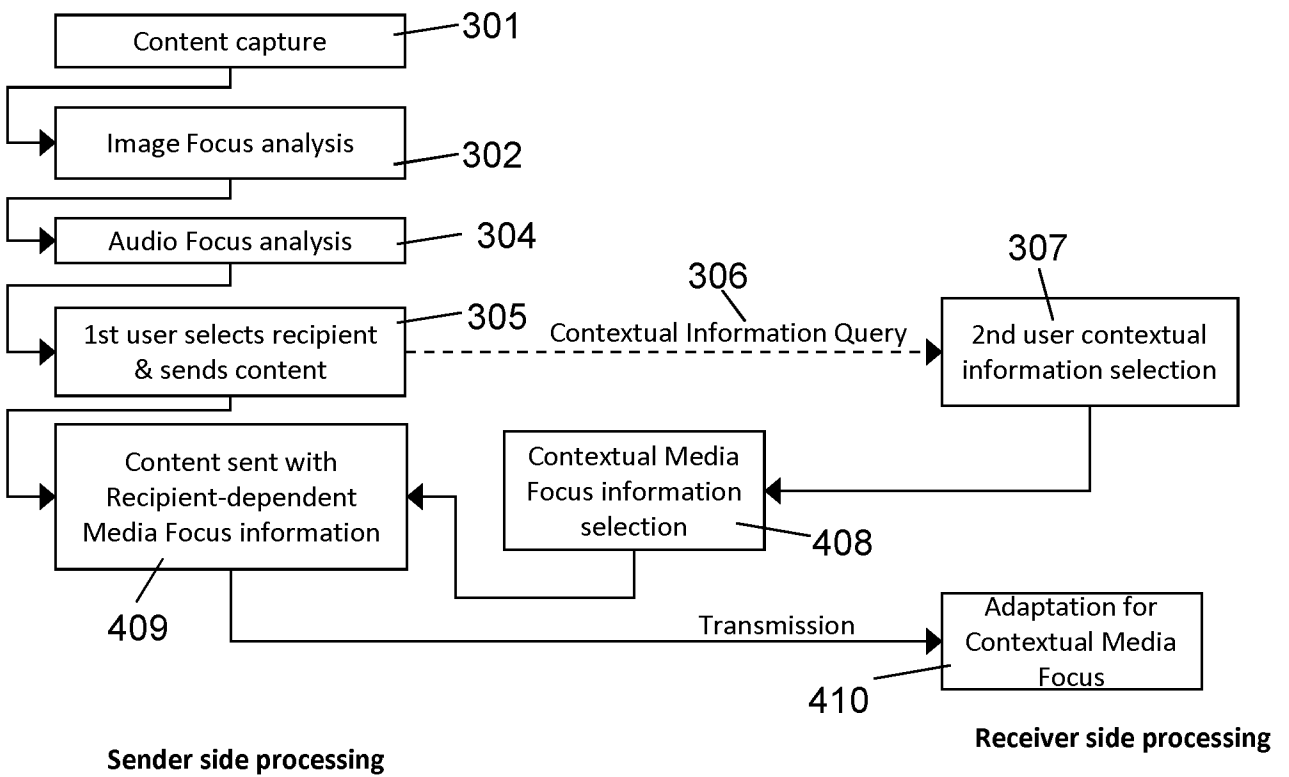 Content capture
301
Image Focus analysis
302
Audio Focus analysis
304
1st user selects recipient
& sends content
305
306
Contextual Information Query
307
2nd user contextual
information selection
Contextual Media
Focus information
selection
408
Content sent with
Recipient-dependent
Media Focus information
409
Transmission
Adaptation for
Contextual Media
Focus
410
Sender side processing
Receiver side processing